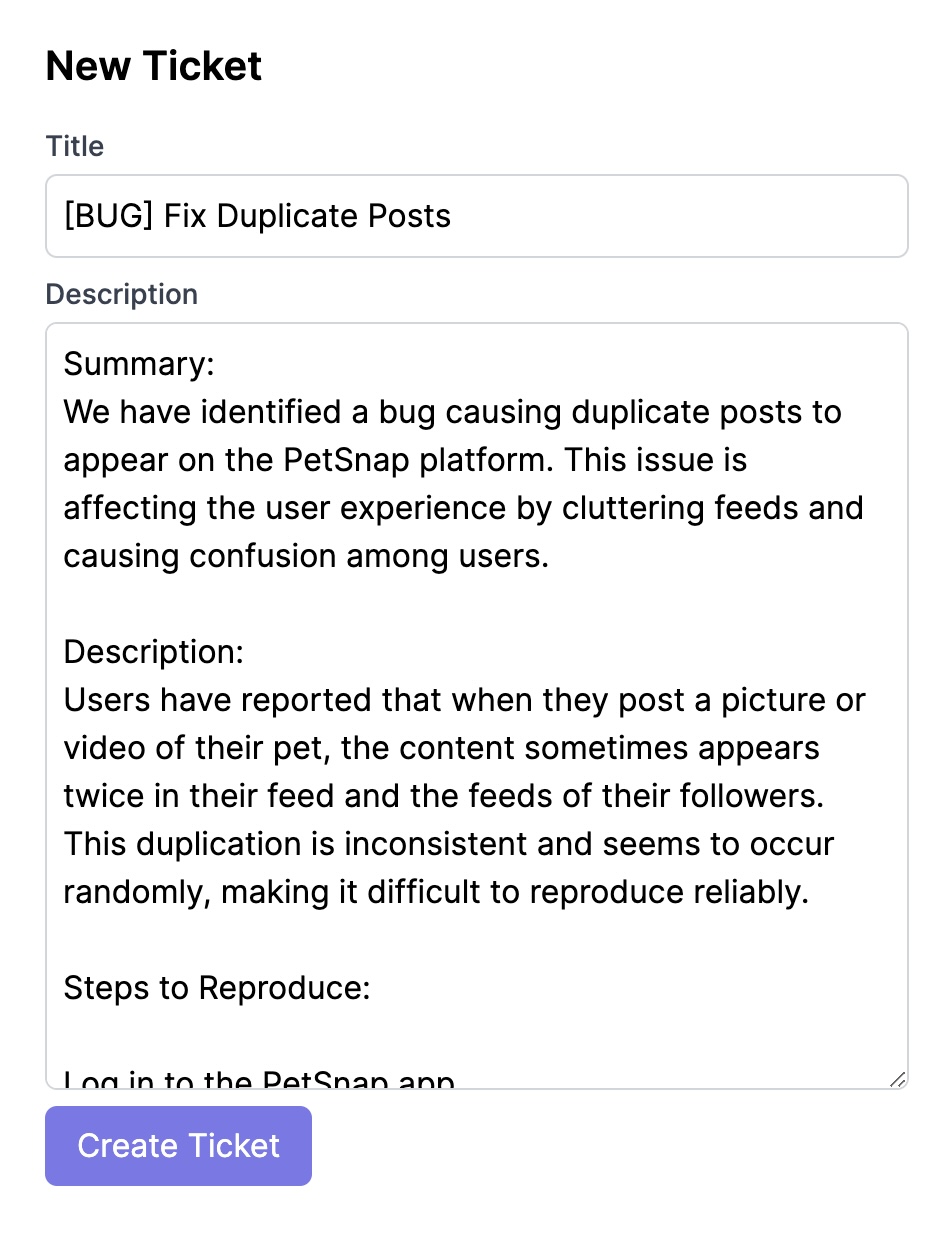 New Ticket
Title
[BUG] Fix Duplicate Posts
Description
Summary:
We have identified a bug causing duplicate posts to
appear on the PetSnap platform. This issue is
affecting the user experience by cluttering feeds and
causing confusion among users.
Description:
Users have reported that when they post a picture or
video of their pet, the content sometimes appears
twice in their feed and the feeds of their followers.
This duplication is inconsistent and seems to occur
randomly, making it difficult to reproduce reliably.
Steps to Reproduce:
Log in to the PetSnap app
Create Ticket